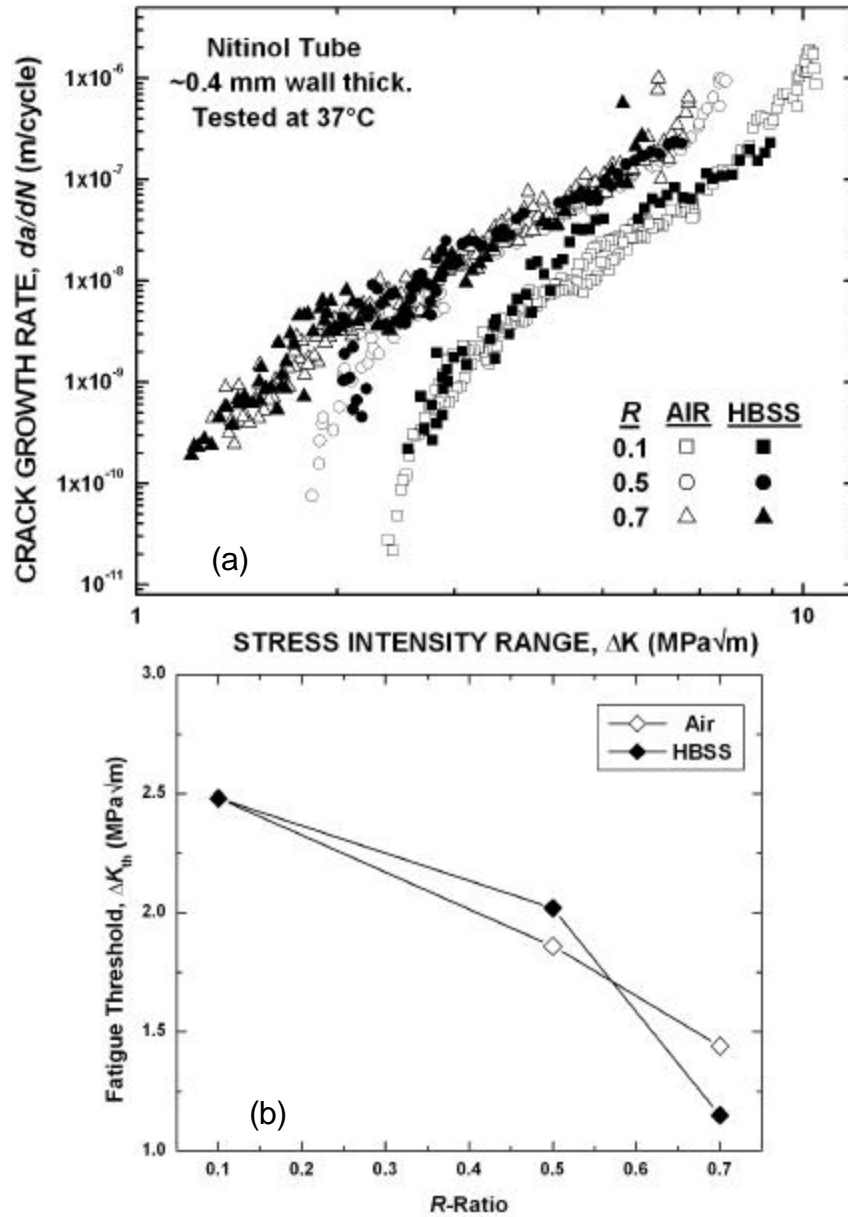 Nitinol Tube
~0.4 mm wall thick.
Tested at 37°C
CRACK GROWTH RATE, da/dN (m/cycle)
1x10⁻⁶
1x10⁻⁷
1x10⁻⁸
1x10⁻⁹
1x10⁻¹⁰
10⁻¹¹
R AIR HBSS
0.1
0.5
0.7
(a)
1 10
STRESS INTENSITY RANGE, ΔK (MPa√m)
Fatigue Threshold, ΔK_th (MPa√m)
3.0
2.5
2.0
1.5
1.0
Air
HBSS
(b)
0.1 0.2 0.3 0.4 0.5 0.6 0.7
R-Ratio